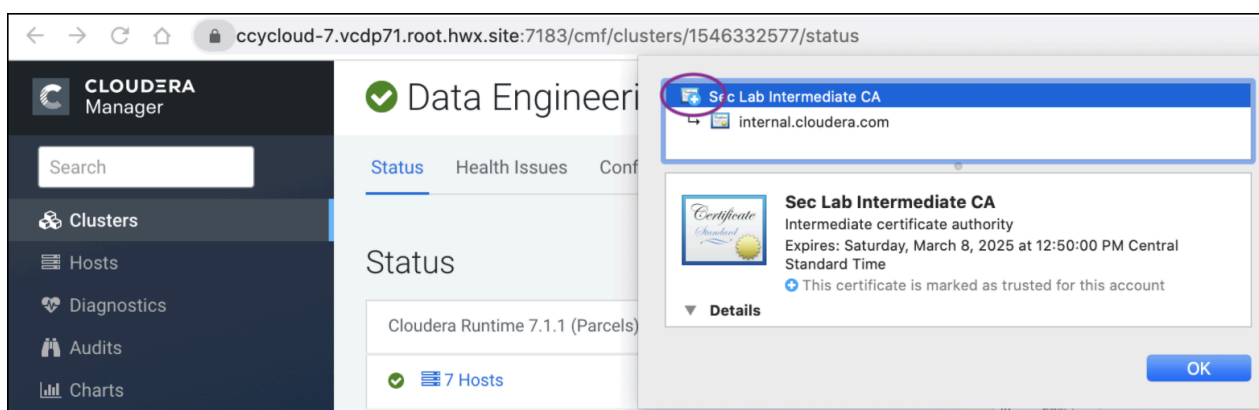 ccycloud-7.vcdp71.root.hwx.site:7183/cmf/clusters/1546332577/status
CLOUDERA
Manager
Search
Clusters
Hosts
Diagnostics
Audits
Charts
Data Engineeri
Status Health Issues Conf
Status
Cloudera Runtime 7.1.1 (Parcels)
7 Hosts
Sec Lab Intermediate CA
internal.cloudera.com
Certificate
Standard
Sec Lab Intermediate CA
Intermediate certificate authority
Expires: Saturday, March 8, 2025 at 12:50:00 PM Central
Standard Time
This certificate is marked as trusted for this account
Details
OK